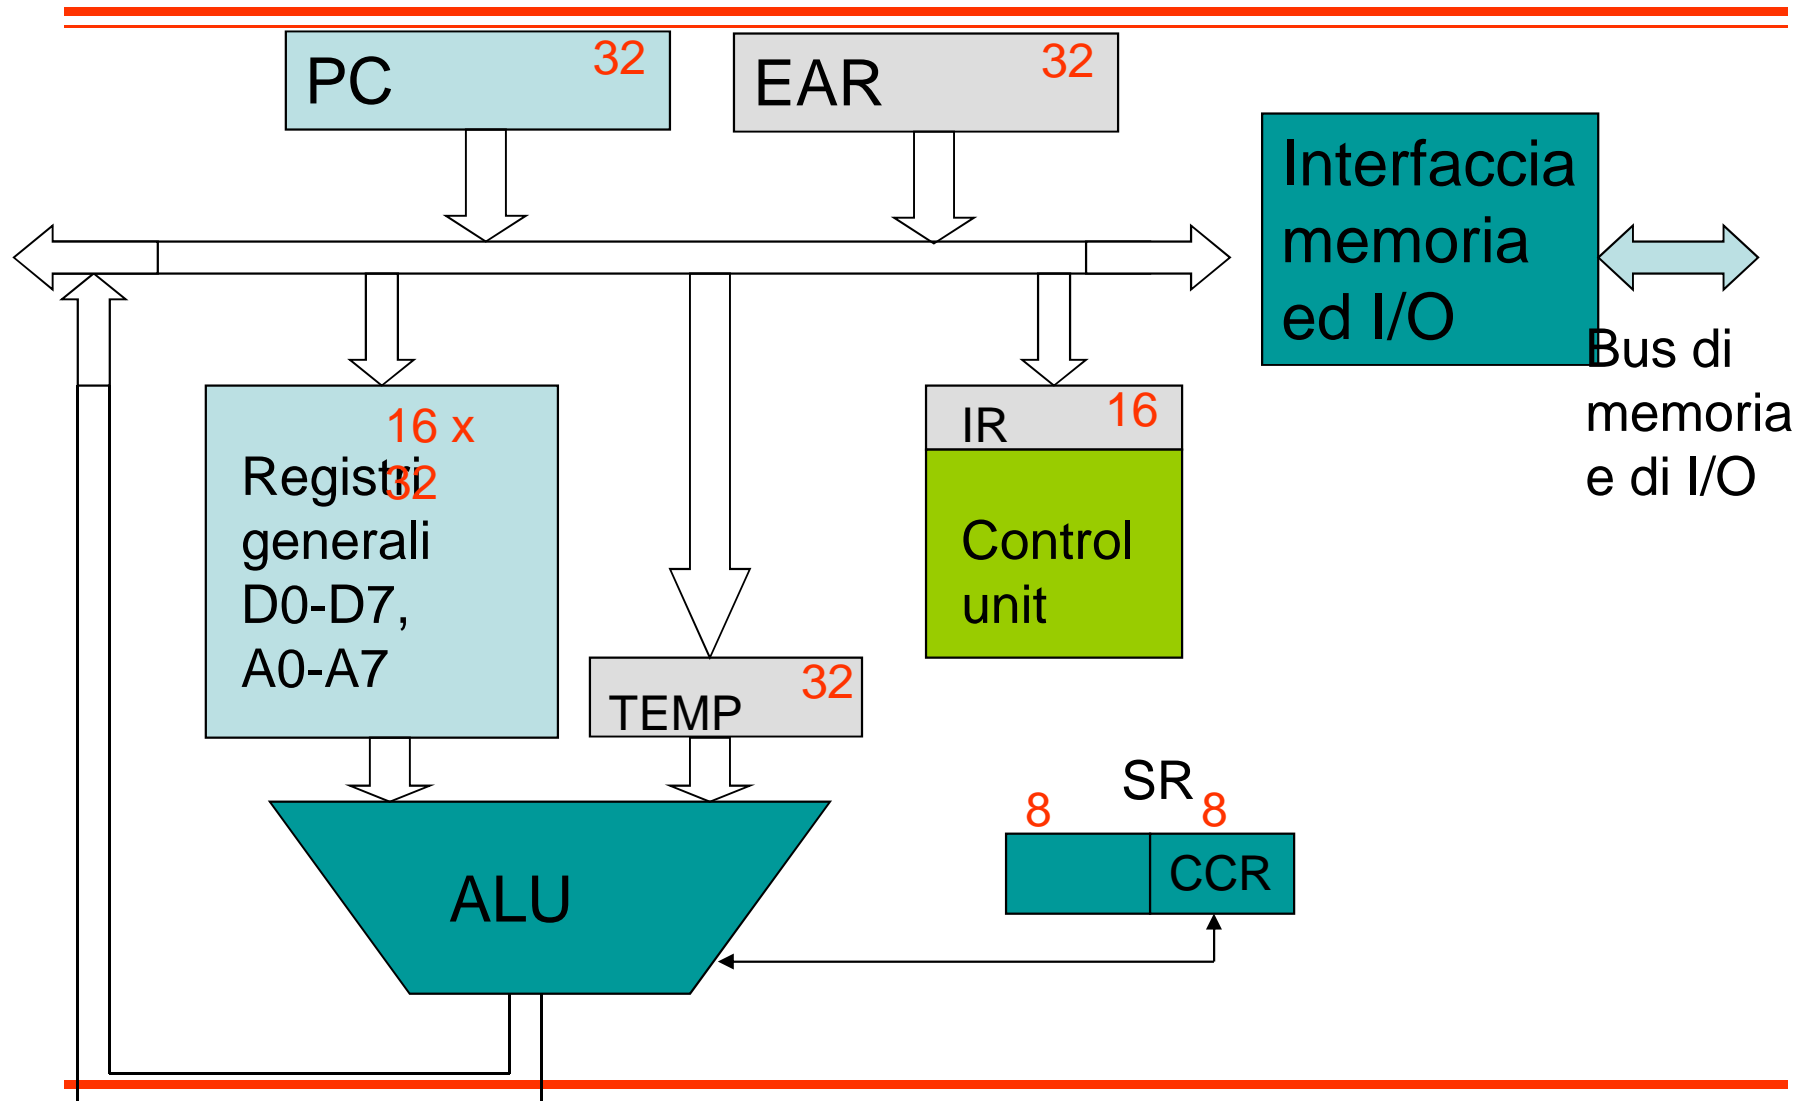 PC
32
EAR
32
Interfaccia
memoria
ed I/O
Bus di
memoria
e di I/O
16 x
32
Registri
generali
D0-D7,
A0-A7
IR
16
Control
unit
TEMP
32
SR
8
8
CCR
ALU